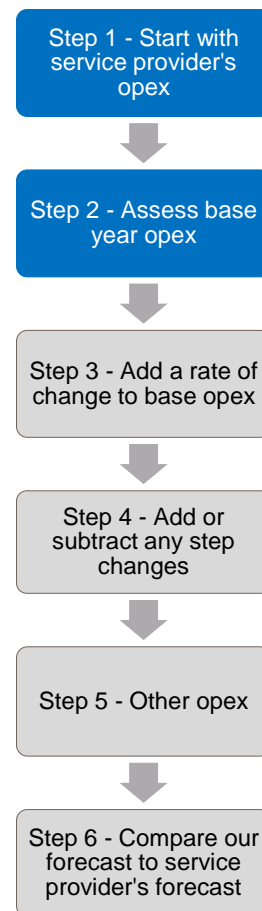 Step 1 - Start with
service provider's
opex
Step 2 - Assess base
year opex
Step 3 - Add a rate of
change to base opex
Step 4 - Add or
subtract any step
changes
Step 5 - Other opex
Step 6 - Compare our
forecast to service
provider's forecast